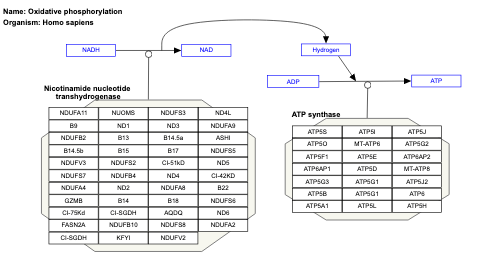 Name: Oxidative phosphorylation
Organism: Homo sapiens
NADH NAD Hydrogen
ADP ATP
Nicotinamide nucleotide
transhydrogenase
NDUFA11 NUOMS NDUFS3 ND4L
B9 ND1 ND3 NDUFA9
NDUFB2 B13 B14.5a ASHI
B14.5b B15 B17 NDUFS5
NDUFV3 NDUFS2 CI-51kD ND5
NDUFS7 NDUFB4 ND4 CI-42KD
NDUFA4 ND2 NDUFA8 B22
GZMB B14 B18 NDUFS6
CI-75Kd CI-SGDH AQDQ ND6
FASN2A NDUFB10 NDUFS8 NDUFA2
CI-SGDH KFYI NDUFV2
ATP synthase
ATP5S ATP5I ATP5J
ATP5O MT-ATP6 ATP5G2
ATP5F1 ATP5E ATP6AP2
ATP6AP1 ATP5D MT-ATP8
ATP5G3 ATP5G1 ATP5J2
ATP5B ATP5G1 ATP6
ATP5A1 ATP5L ATP5H